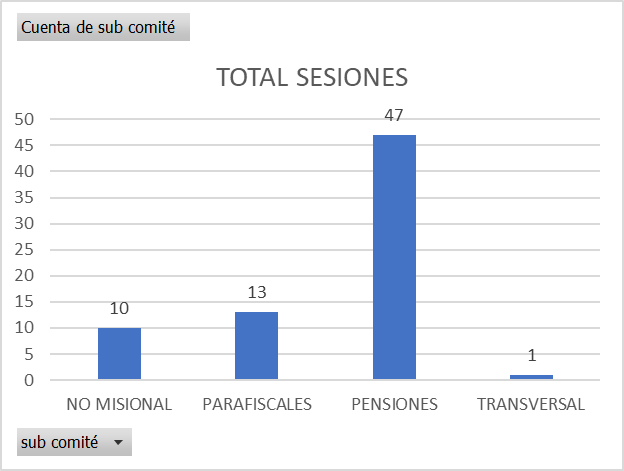 Cuenta de sub comité
TOTAL SESIONES
50
45
40
35
30
25
20
15
10
5
0
10
13
47
1
NO MISIONAL
PARAFISCALES
PENSIONES
TRANSVERSAL
sub comité